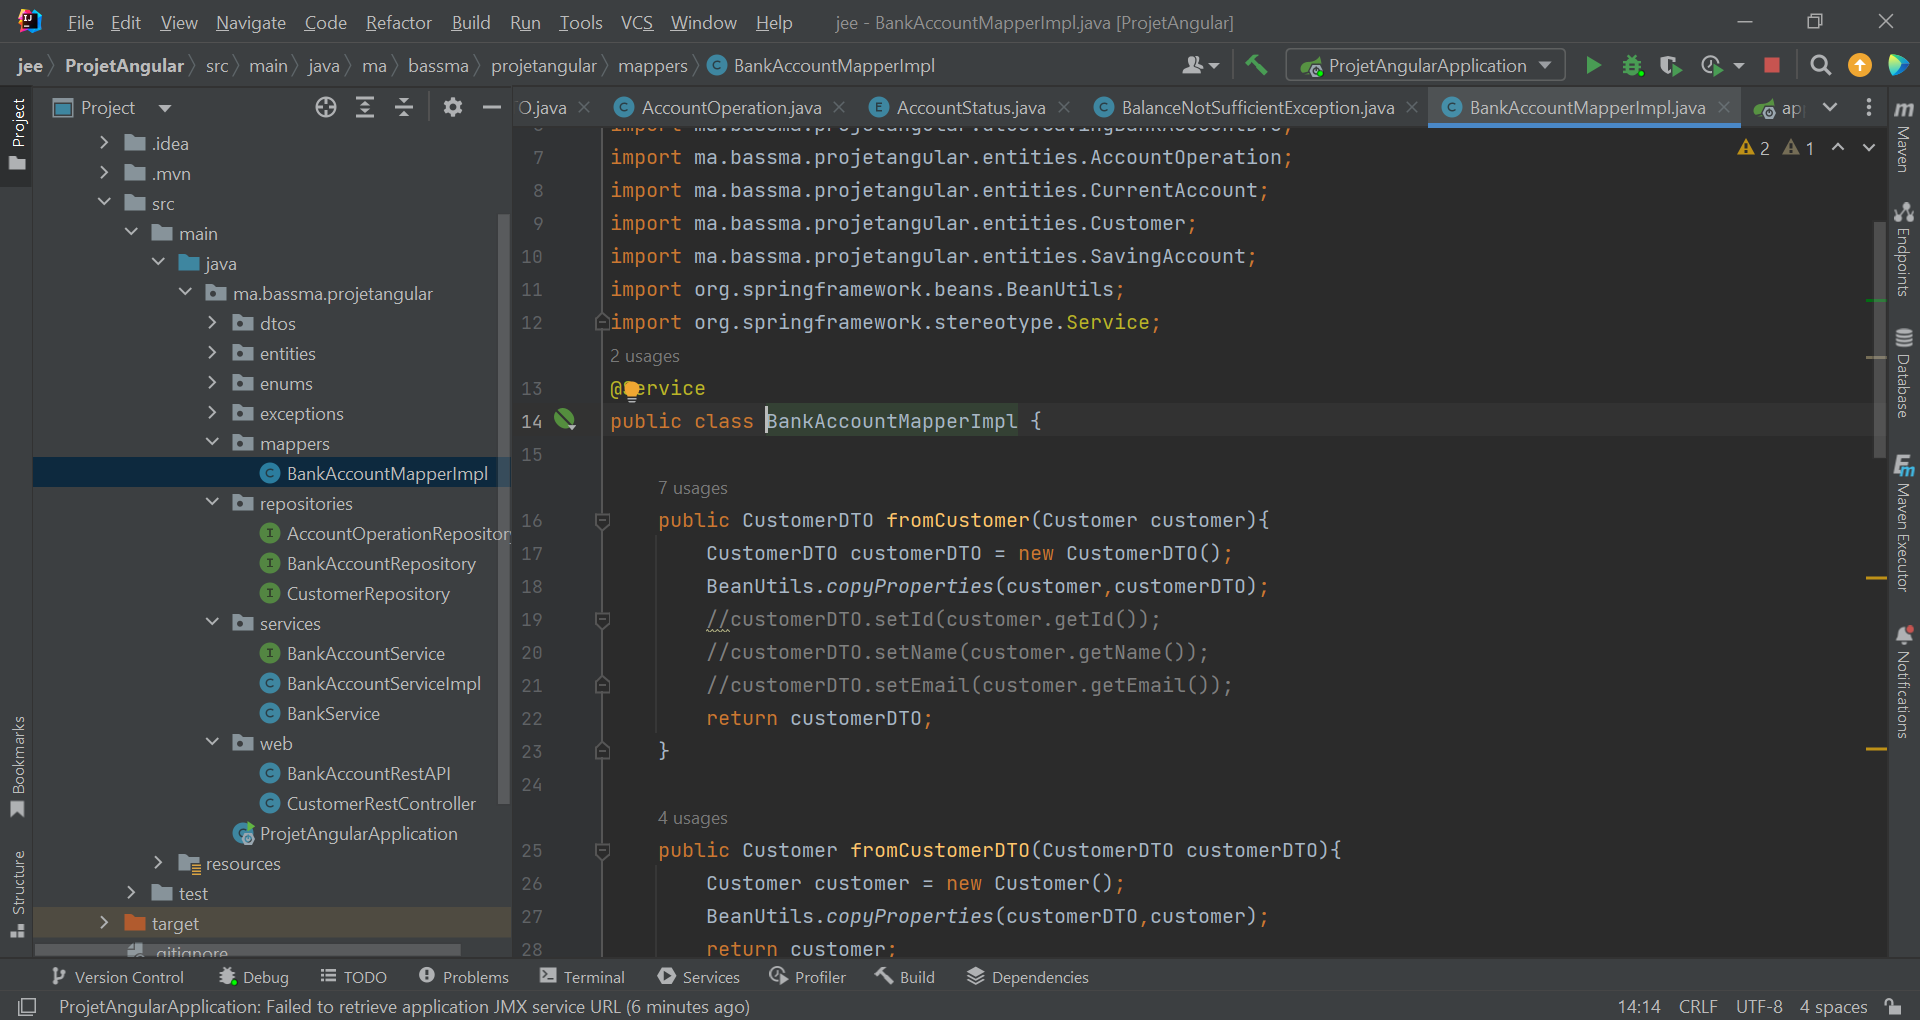 File Edit View Navigate Code Refactor Build Run Tools VCS Window Help jee - BankAccountMapperImpl.java [ProjetAngular]
jee ProjetAngular src main java ma bassma projetangular mappers BankAccountMapperImpl ProjetAngularApplication
Project
O.java AccountOperation.java AccountStatus.java BalanceNotSufficientException.java BankAccountMapperImpl.java ap
Project
.idea
.mvn
src
main
java
ma.bassma.projetangular
dtos
entities
enums
exceptions
mappers
BankAccountMapperImpl
repositories
AccountOperationRepository
BankAccountRepository
CustomerRepository
services
BankAccountService
BankAccountServiceImpl
BankService
web
BankAccountRestAPI
CustomerRestController
ProjetAngularApplication
resources
test
target
.gitignore
Bookmarks
Structure
6 import ma.bassma.projetangular.dtos.SavingBankAccountDTO;
7 import ma.bassma.projetangular.entities.AccountOperation;
8 import ma.bassma.projetangular.entities.CurrentAccount;
9 import ma.bassma.projetangular.entities.Customer;
10 import ma.bassma.projetangular.entities.SavingAccount;
11 import org.springframework.beans.BeanUtils;
12 import org.springframework.stereotype.Service;
2 usages
13 @Service
14 public class BankAccountMapperImpl {
15
7 usages
16 public CustomerDTO fromCustomer(Customer customer){
17 CustomerDTO customerDTO = new CustomerDTO();
18 BeanUtils.copyProperties(customer,customerDTO);
19 //customerDTO.setId(customer.getId());
20 //customerDTO.setName(customer.getName());
21 //customerDTO.setEmail(customer.getEmail());
22 return customerDTO;
23 }
24
4 usages
25 public Customer fromCustomerDTO(CustomerDTO customerDTO){
26 Customer customer = new Customer();
27 BeanUtils.copyProperties(customerDTO,customer);
28 return customer;
2 1
Maven
Endpoints
Database
Maven Executor
Notifications
Version Control Debug TODO Problems Terminal Services Profiler Build Dependencies
ProjetAngularApplication: Failed to retrieve application JMX service URL (6 minutes ago) 14:14 CRLF UTF-8 4 spaces